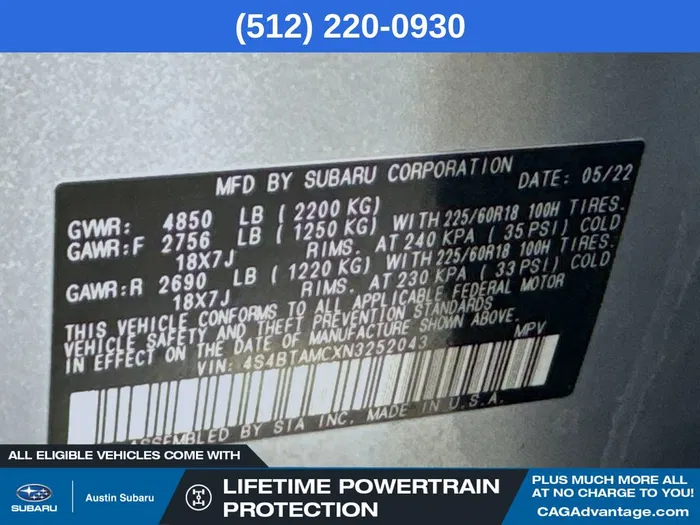 (512) 220-0930
MFD BY SUBARU CORPORATION DATE: 05/22
GVWR: 4850 LB ( 2200 KG)
GAWR:F 2756 LB ( 1250 KG) WITH 225/60R18 100H TIRES.
18X7J RIMS. AT 240 KPA ( 35 PSI) COLD
GAWR:R 2690 LB ( 1220 KG) WITH 225/60R18 100H TIRES.
18X7J RIMS. AT 230 KPA ( 33 PSI) COLD
THIS VEHICLE CONFORMS TO ALL APPLICABLE FEDERAL MOTOR
VEHICLE SAFETY AND THEFT PREVENTION STANDARDS
IN EFFECT ON THE DATE OF MANUFACTURE SHOWN ABOVE.
VIN: 4S4BTAMCXN3252043 MPV
ASSEMBLED BY SIA INC. MADE IN U.S.A.
ALL ELIGIBLE VEHICLES COME WITH
SUBARU
Austin Subaru
LIFETIME POWERTRAIN
PROTECTION
PLUS MUCH MORE ALL
AT NO CHARGE TO YOU!
CAGAdvantage.com